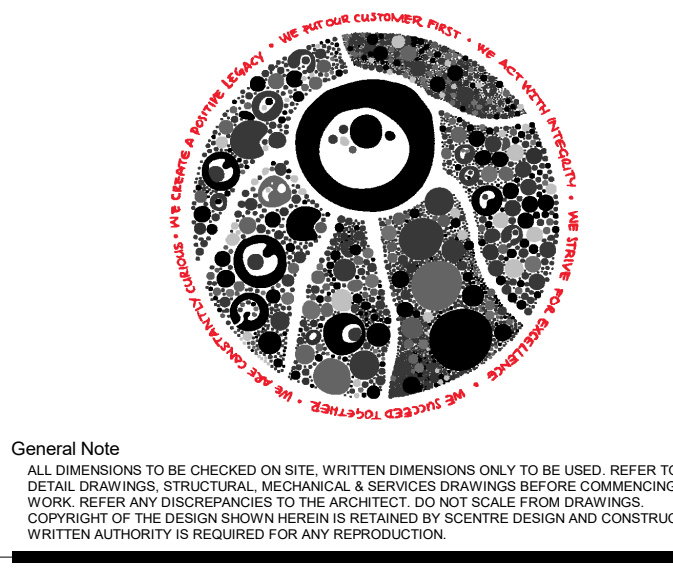 WE PUT OUR CUSTOMER FIRST • WE ACT WITH INTEGRITY • WE STRIVE FOR EXCELLENCE • WE SUCCEED TOGETHER • WE ARE CONSTANTLY CURIOUS • WE CREATE A POSITIVE LEGACY •
General Note
ALL DIMENSIONS TO BE CHECKED ON SITE, WRITTEN DIMENSIONS ONLY TO BE USED. REFER TO
DETAIL DRAWINGS, STRUCTURAL, MECHANICAL & SERVICES DRAWINGS BEFORE COMMENCING
WORK. REFER ANY DISCREPANCIES TO THE ARCHITECT. DO NOT SCALE FROM DRAWINGS.
COPYRIGHT OF THE DESIGN SHOWN HEREIN IS RETAINED BY SCENTRE DESIGN AND CONSTRUC
WRITTEN AUTHORITY IS REQUIRED FOR ANY REPRODUCTION.